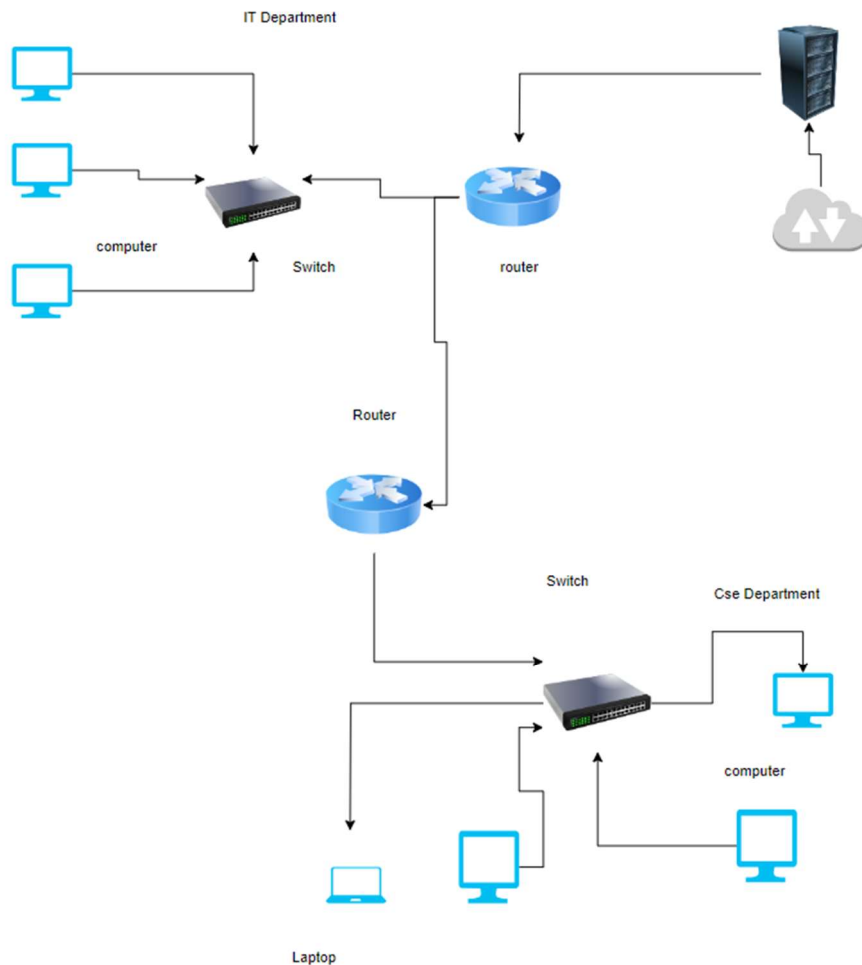 IT Department
computer
Switch
router
Router
Switch
Cse Department
computer
Laptop